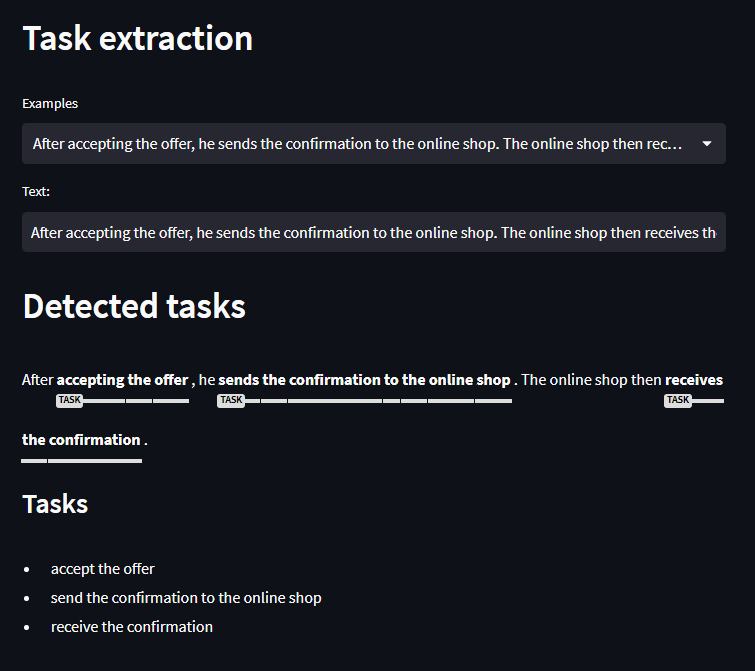 Task extraction
Examples
After accepting the offer, he sends the confirmation to the online shop. The online shop then rec...
Text:
After accepting the offer, he sends the confirmation to the online shop. The online shop then receives th
Detected tasks
After accepting the offer , he sends the confirmation to the online shop . The online shop then receives
TASK TASK TASK
the confirmation .
Tasks
• accept the offer
• send the confirmation to the online shop
• receive the confirmation